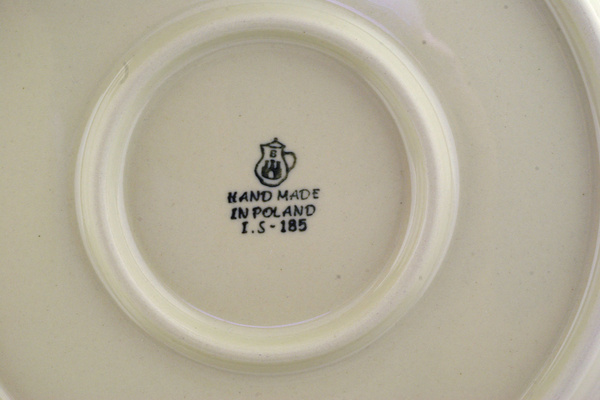 B
HAND MADE
IN POLAND
I.S-185